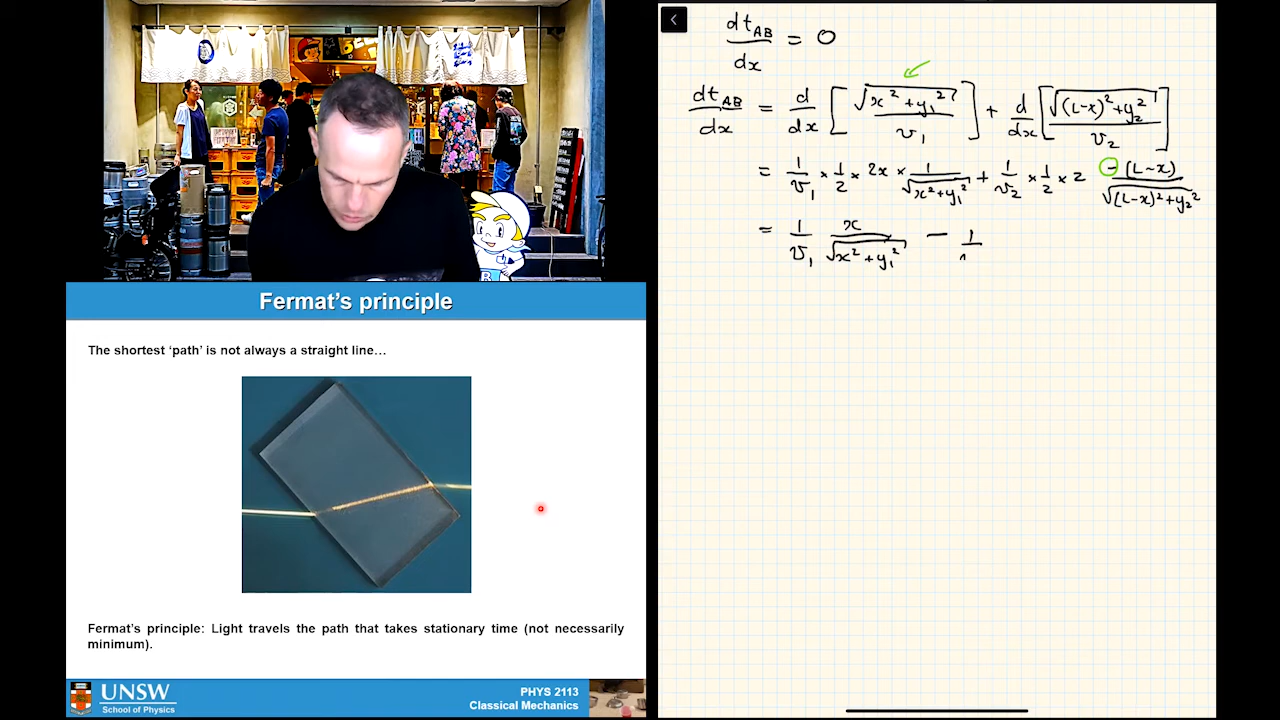 Fermat's principle
The shortest 'path' is not always a straight line...
Fermat's principle: Light travels the path that takes stationary time (not necessarily
minimum).
UNSW
School of Physics
PHYS 2113
Classical Mechanics
dt_AB/dx = 0
dt_AB/dx = d/dx [√(x² + y₁²)/v₁] + d/dx [√((L-x)² + y₂²)/v₂]
= 1/v₁ × 1/2 × 2x × 1/√(x² + y₁²) + 1/v₂ × 1/2 × 2 -(L-x)/√((L-x)² + y₂²)
= 1/v₁ x/√(x² + y₁²) - 1